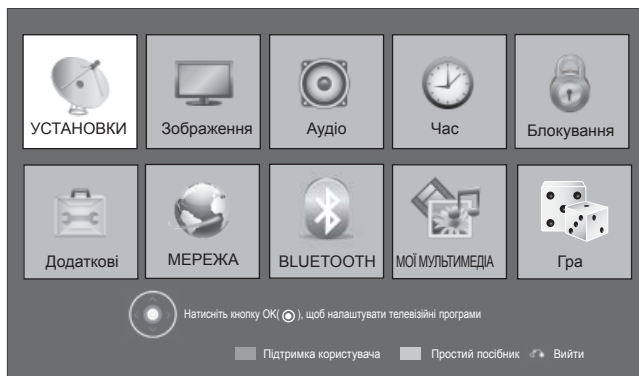 УСТАНОВКИ Зображення Аудіо Час Блокування
Додаткові МЕРЕЖА BLUETOOTH МОЇ МУЛЬТИМЕДІА Гра
Натисніть кнопку OK( ), щоб налаштувати телевізійні програми
Підтримка користувача Простий посібник Вийти